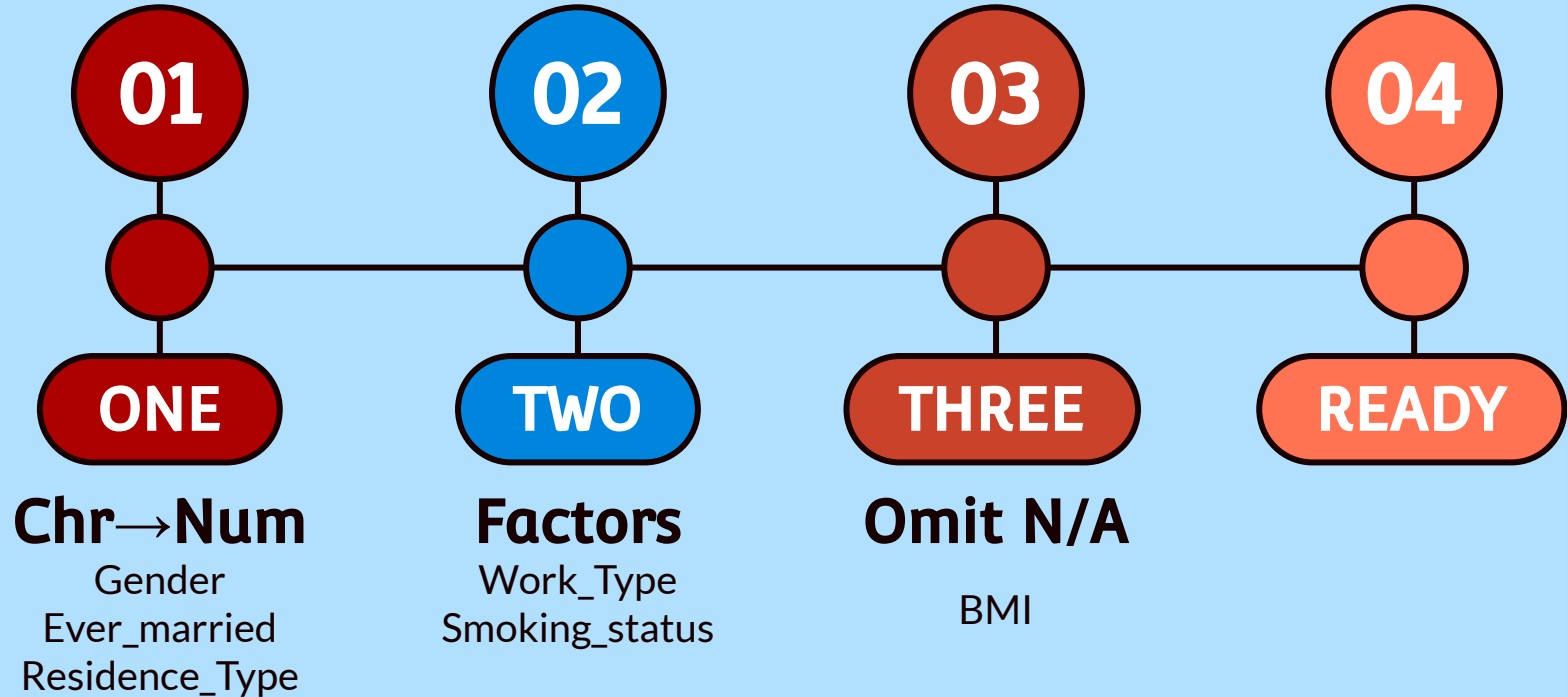 01
02
03
04
ONE
TWO
THREE
READY
Chr→Num
Gender
Ever_married
Residence_Type
Factors
Work_Type
Smoking_status
Omit N/A
BMI